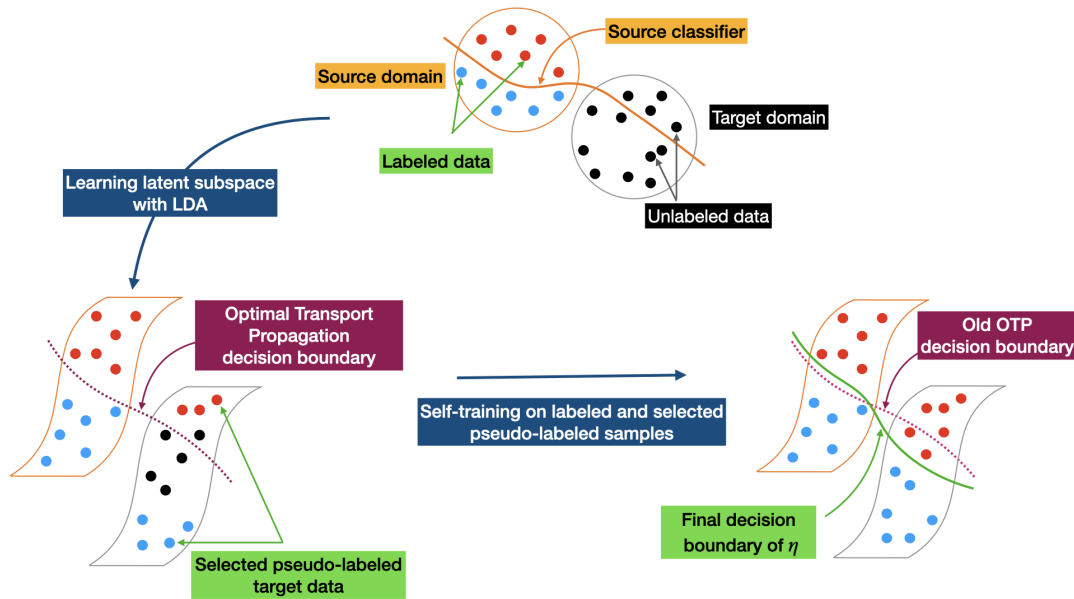 Source classifier
Source domain
Target domain
Labeled data
Learning latent subspace
with LDA
Unlabeled data
Optimal Transport
Propagation
decision boundary
Old OTP
decision boundary
Self-training on labeled and selected
pseudo-labeled samples
Final decision
boundary of η
Selected pseudo-labeled
target data